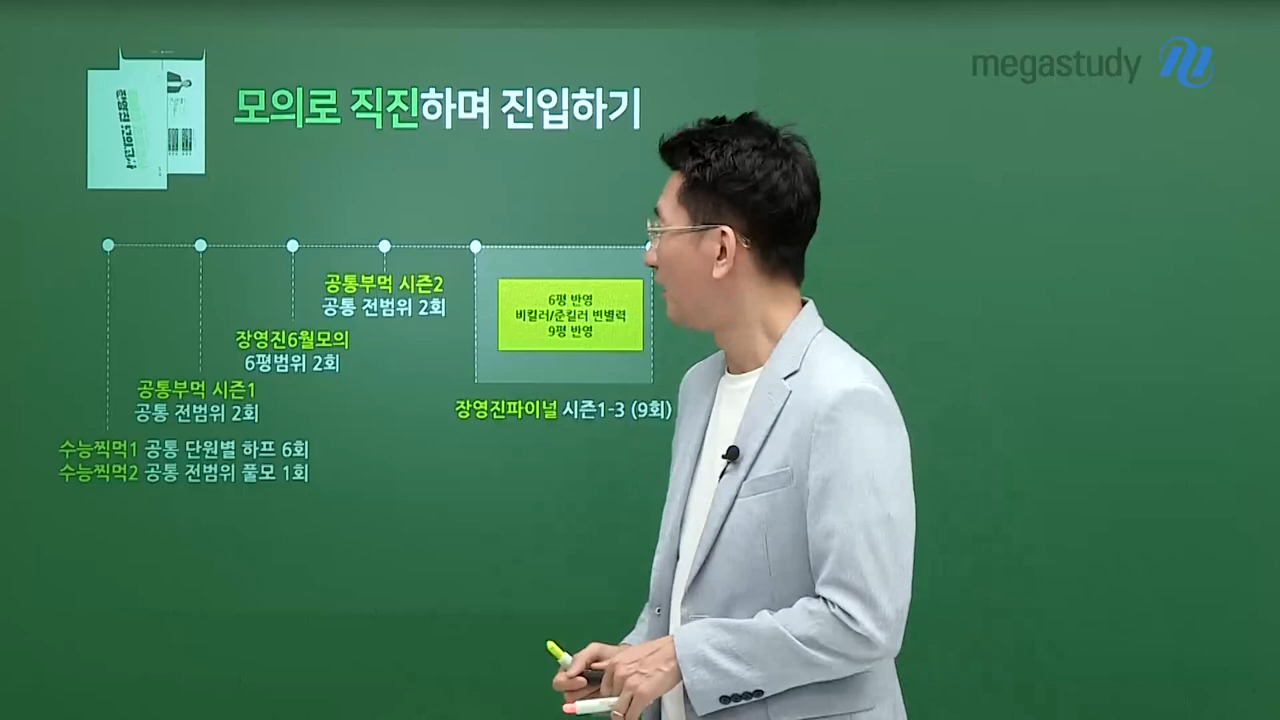 megastudy
모의로 직진하며 진입하기
공통부먹 시즌2
공통 전범위 2회
6평 반영
비킬러/준킬러 변별력
9평 반영
장영진6월모의
6평범위 2회
공통부먹 시즌1
공통 전범위 2회
장영진파이널 시즌1-3 (9회)
수능찍먹1 공통 단원별 하프 6회
수능찍먹2 공통 전범위 풀모 1회